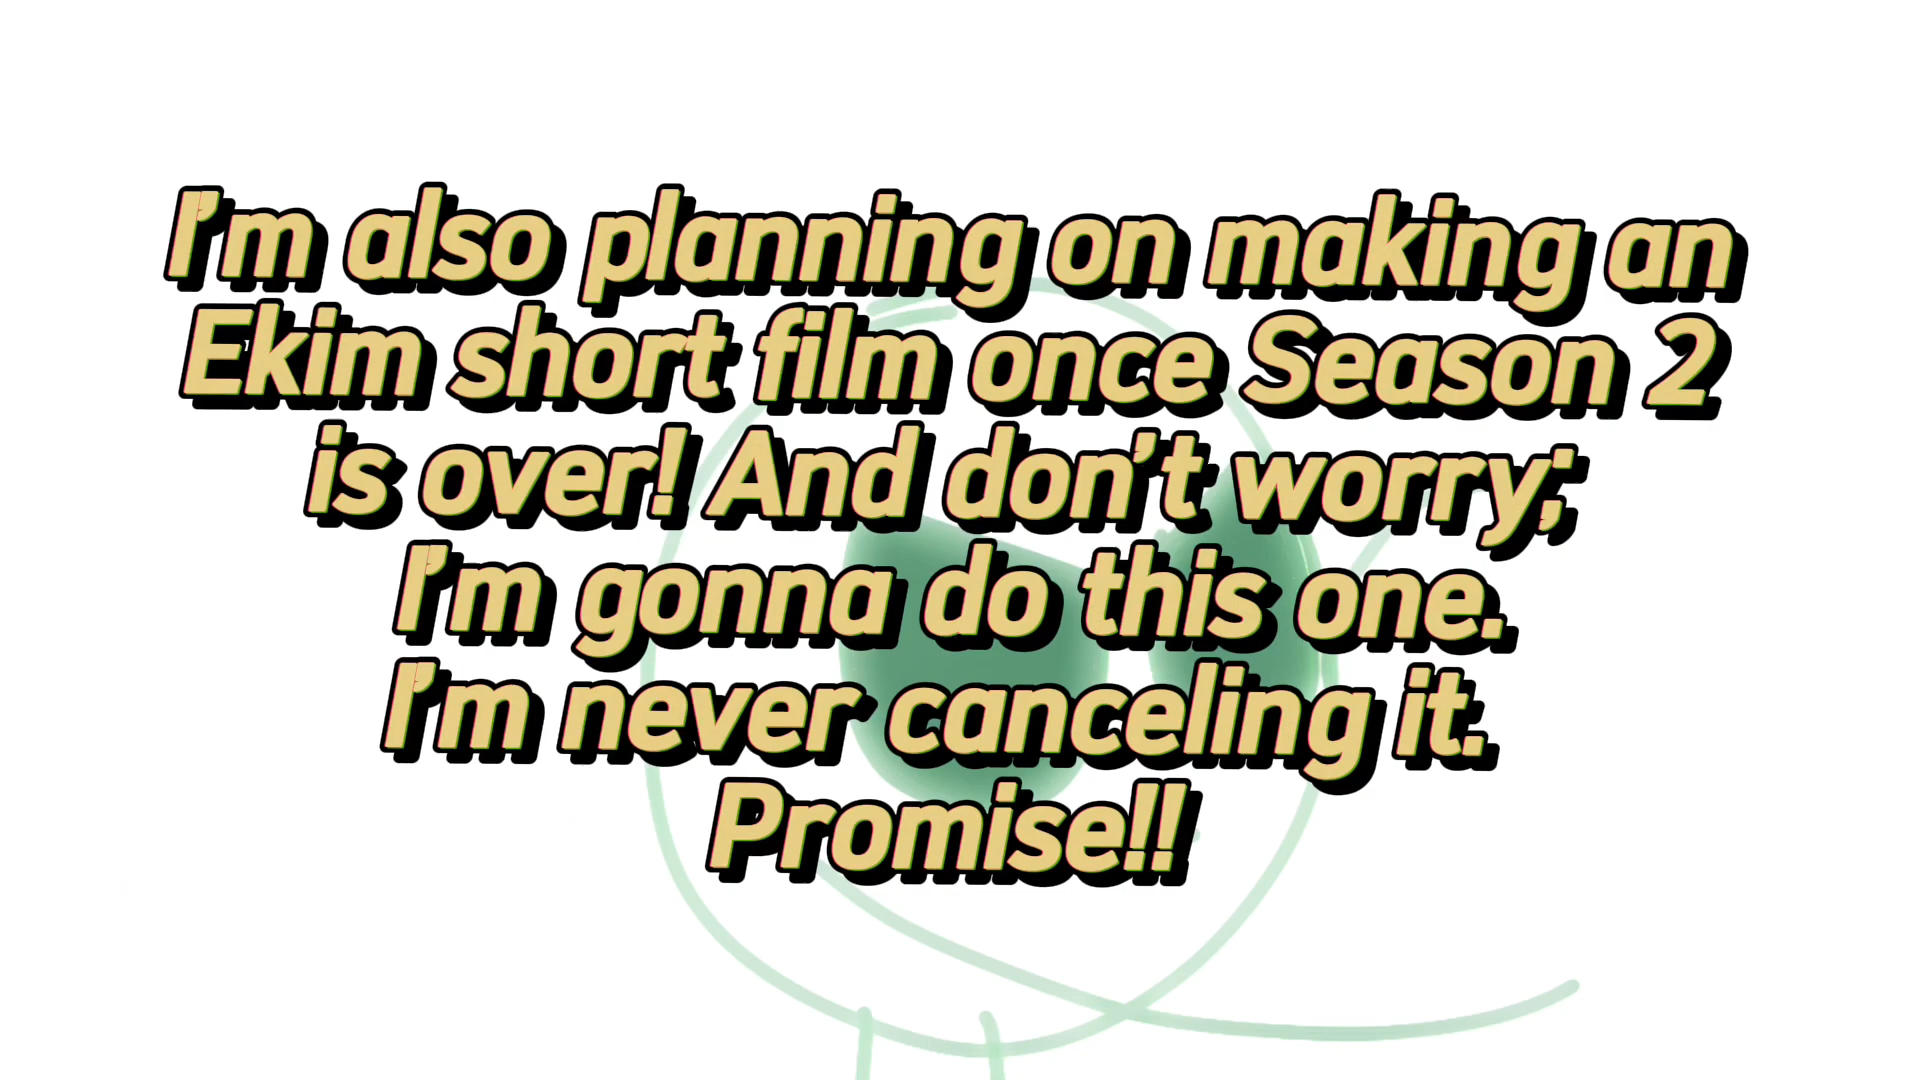 I'm also planning on making an
Ekim short film once Season 2
is over! And don't worry;
I'm gonna do this one.
I'm never canceling it.
Promise!!